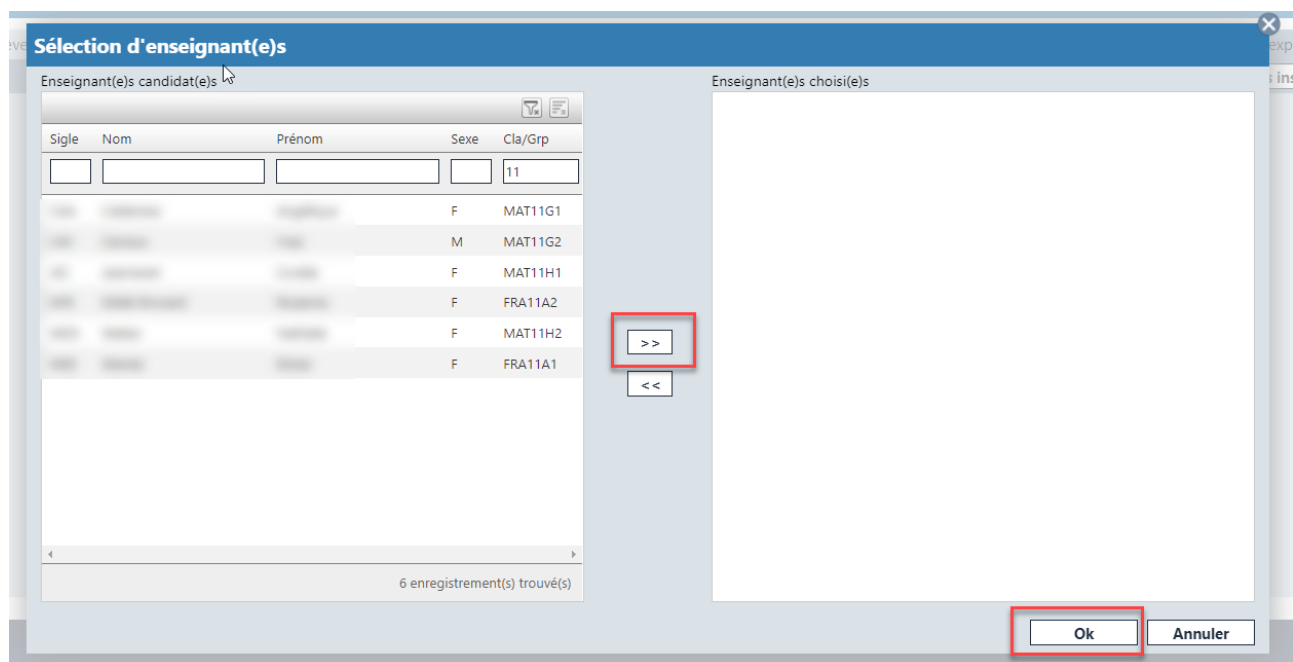 Sélection d'enseignant(e)s
Enseignant(e)s candidat(e)s
Enseignant(e)s choisi(e)s
Sigle Nom Prénom Sexe Cla/Grp
11
F MAT11G1
M MAT11G2
F MAT11H1
F FRA11A2
F MAT11H2
F FRA11A1
>>
<<
6 enregistrement(s) trouvé(s)
Ok Annuler